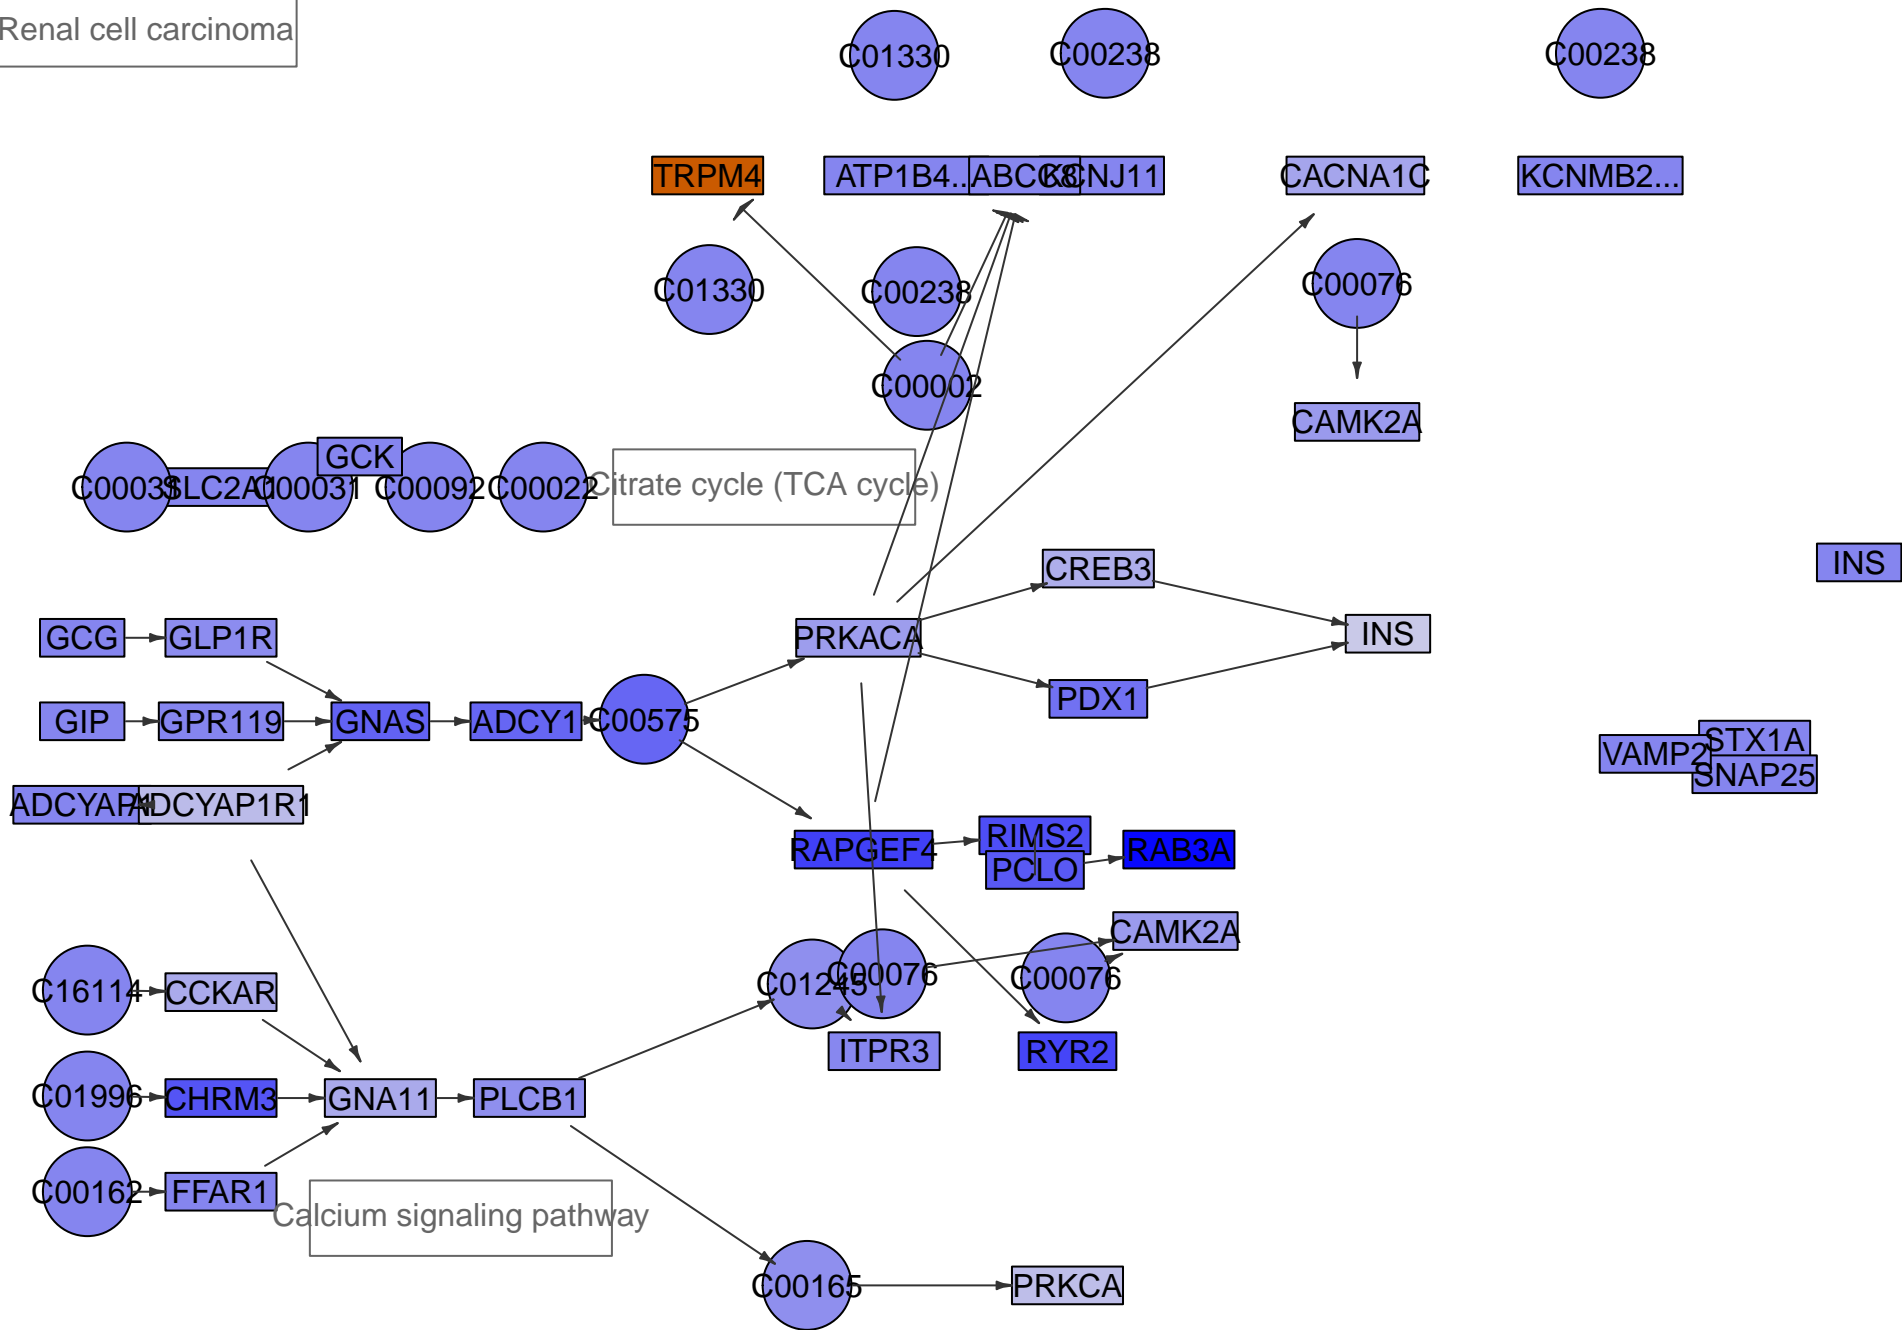 Renal cell carcinoma
C01330
C00238
C00238
TRPM4
ATP1B4...
ABCC8
KCNJ11
CACNA1C
KCNMB2...
C01330
C00238
C00076
C00002
CAMK2A
C00031
SLC2A1
C00031
GCK
C00092
C00022
Citrate cycle (TCA cycle)
CREB3
INS
GCG
GLP1R
PRKACA
INS
GIP
GPR119
GNAS
ADCY1
C00575
PDX1
VAMP2
STX1A
SNAP25
ADCYAP1
ADCYAP1R1
RAPGEF4
RIMS2
PCLO
RAB3A
CAMK2A
C16114
CCKAR
C01245
C00076
C00076
ITPR3
RYR2
C01996
CHRM3
GNA11
PLCB1
C00162
FFAR1
Calcium signaling pathway
C00165
PRKCA